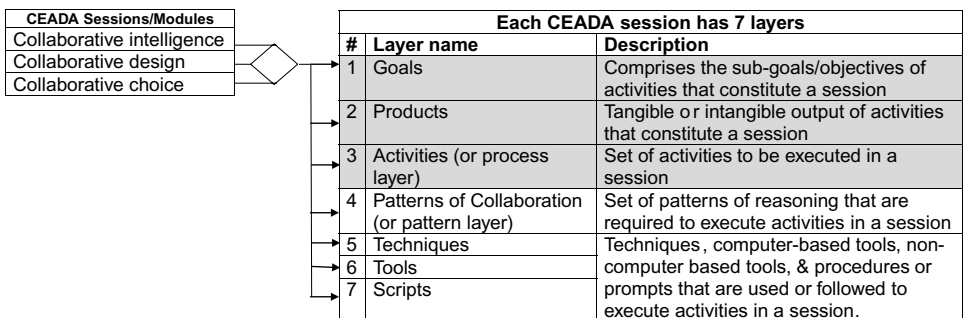 CEADA Sessions/Modules
Collaborative intelligence
Collaborative design
Collaborative choice
Each CEADA session has 7 layers
# Layer name Description
1 Goals Comprises the sub-goals/objectives of
activities that constitute a session
2 Products Tangible or intangible output of activities
that constitute a session
3 Activities (or process Set of activities to be executed in a
layer) session
4 Patterns of Collaboration Set of patterns of reasoning that are
(or pattern layer) required to execute activities in a session
5 Techniques Techniques, computer-based tools, non-
6 Tools computer based tools, & procedures or
7 Scripts prompts that are used or followed to
execute activities in a session.